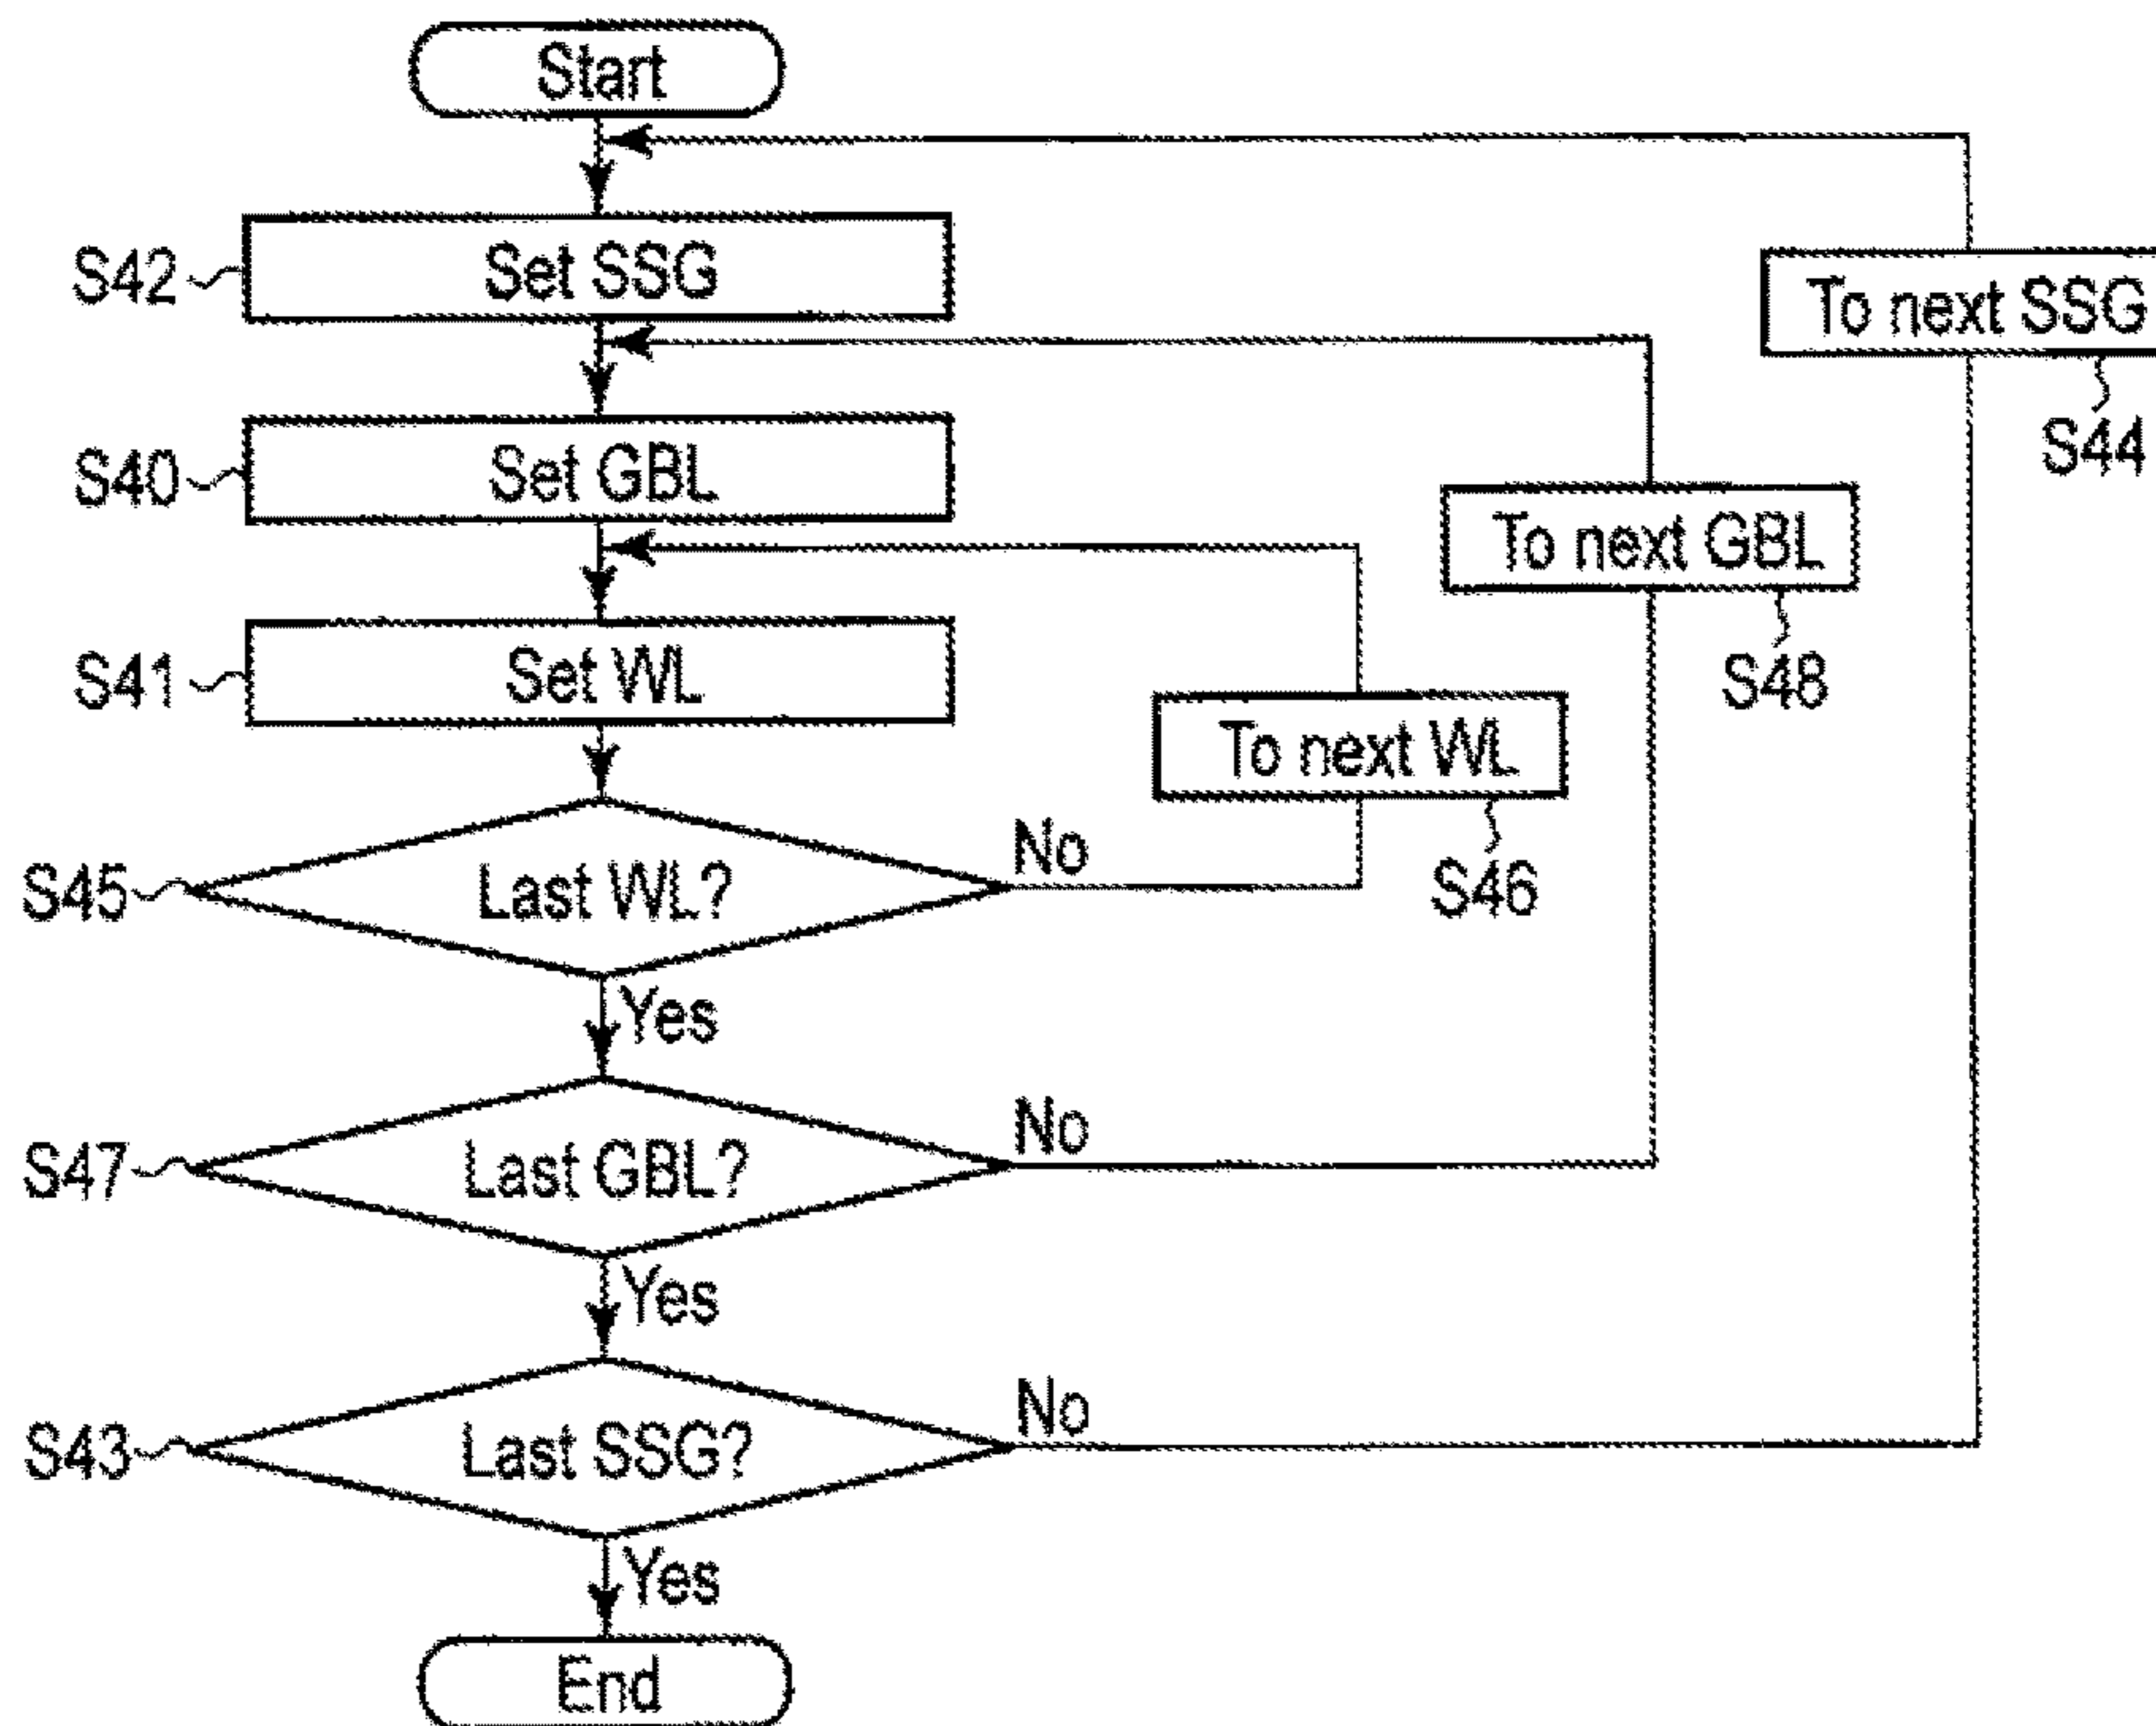 Start
S42
Set SSG
To next SSG
S44
S40
Set GBL
To next GBL
S48
S41
Set WL
To next WL
S46
S45
Last WL?
No
Yes
S47
Last GBL?
No
Yes
S43
Last SSG?
No
Yes
End